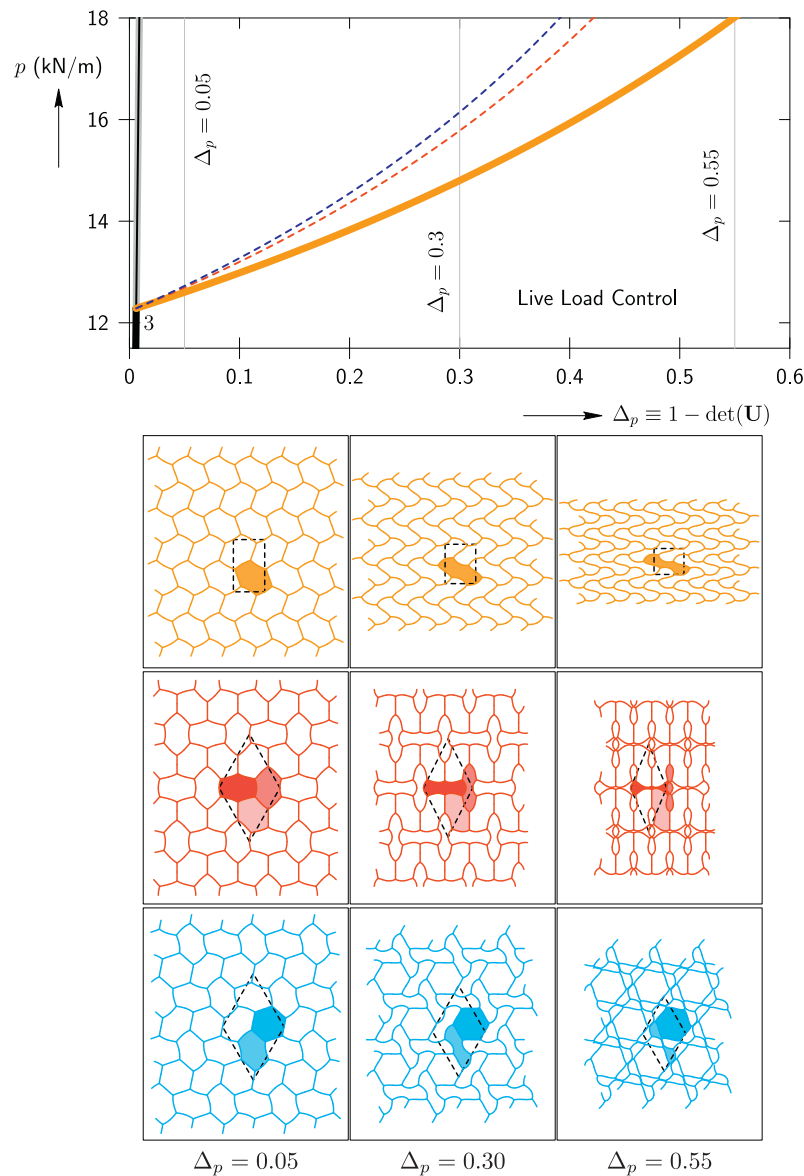 18
p (kN/m)
16
14
12
Δp = 0.05
Δp = 0.3
Δp = 0.55
3
Live Load Control
0 0.1 0.2 0.3 0.4 0.5 0.6
Δp ≡ 1 − det(U)
Δp = 0.05 Δp = 0.30 Δp = 0.55